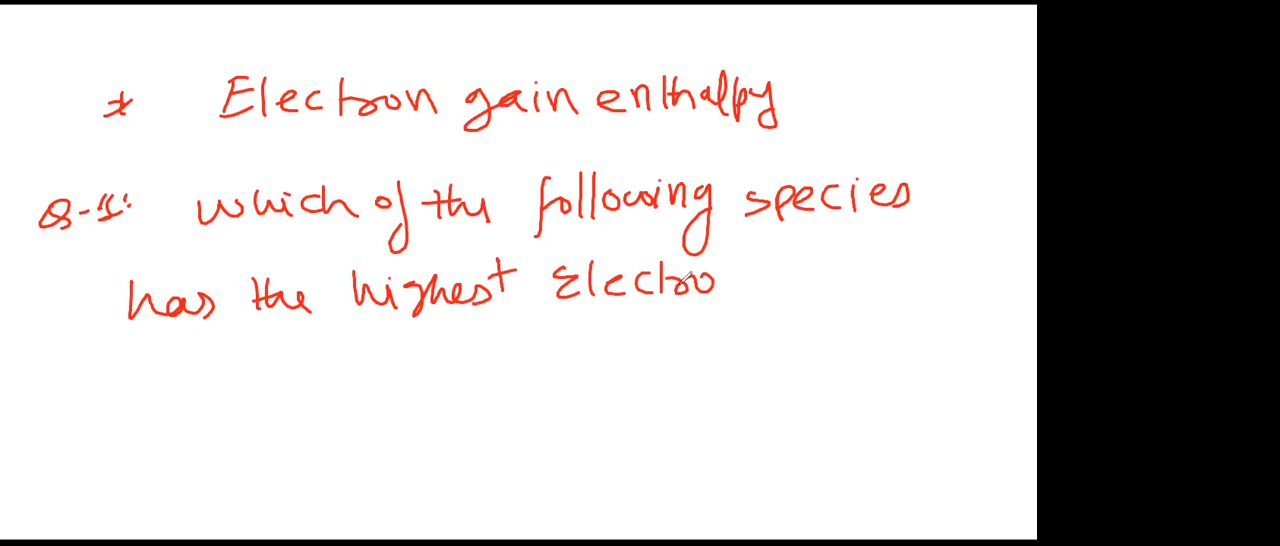 * Electron gain enthalpy
Q-1: which of the following species
has the highest Electro